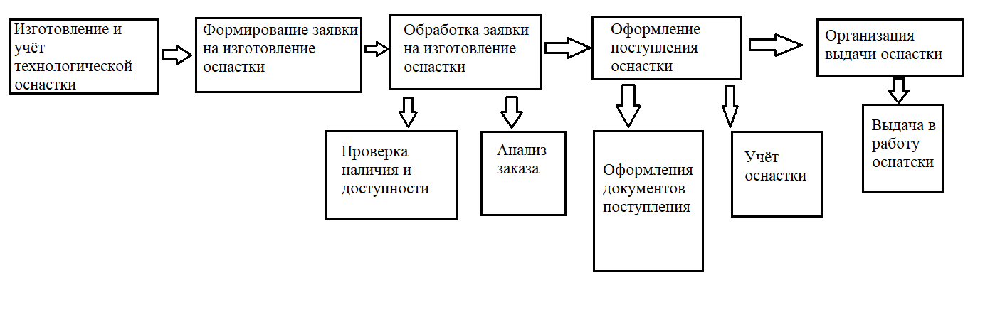 Изготовление и
учёт
технологической
оснастки
Формирование заявки
на изготовление
оснастки
Обработка заявки
на изготовление
оснастки
Оформление
поступления
оснастки
Организация
выдачи оснастки
Проверка
наличия и
доступности
Анализ
заказа
Оформления
документов
поступления
Учёт
оснастки
Выдача в
работу
оснатски